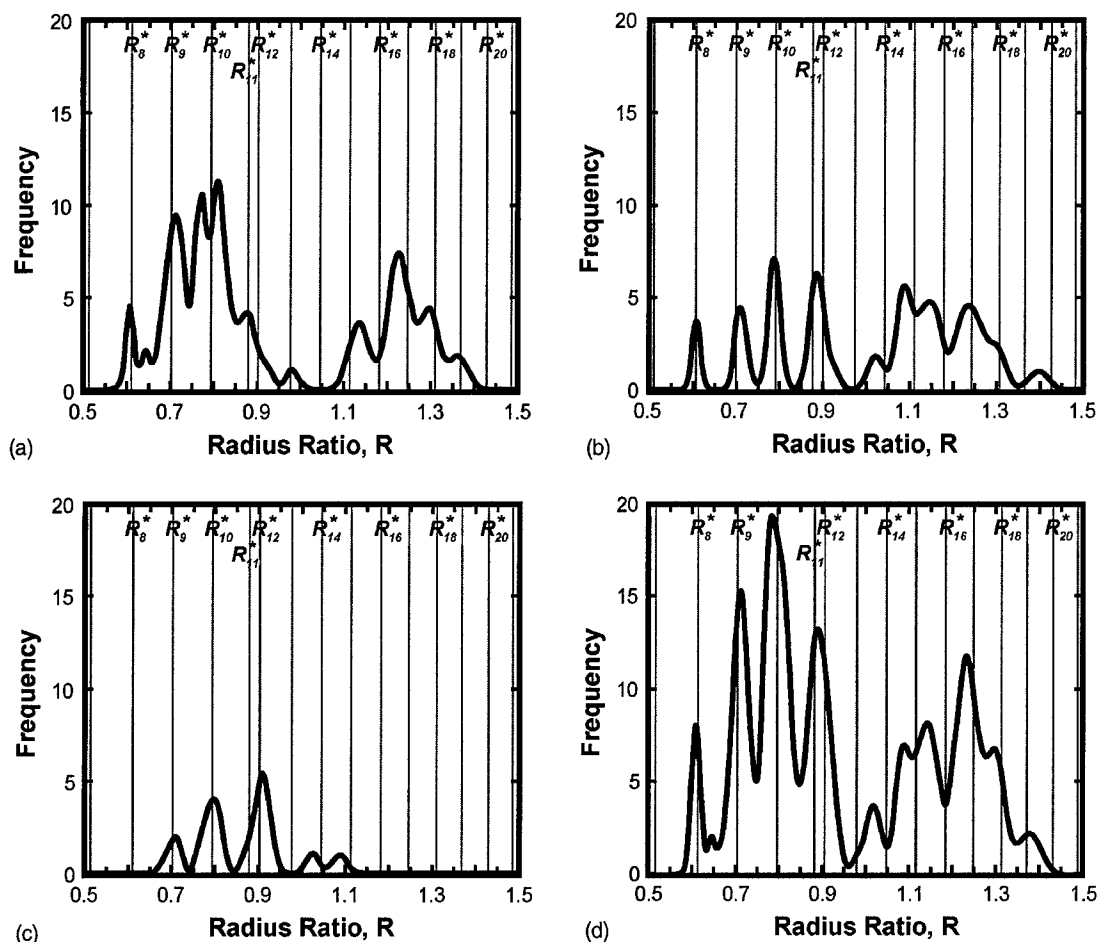 20
R*8 R*9 R*10 R*12 R*14 R*16 R*18 R*20
R*11
15
Frequency
10
5
0
0.5 0.7 0.9 1.1 1.3 1.5
(a) Radius Ratio, R
20
R*8 R*9 R*10 R*12 R*14 R*16 R*18 R*20
R*11
15
Frequency
10
5
0
0.5 0.7 0.9 1.1 1.3 1.5
(b) Radius Ratio, R
20
R*8 R*9 R*10 R*12 R*14 R*16 R*18 R*20
R*11
15
Frequency
10
5
0
0.5 0.7 0.9 1.1 1.3 1.5
(c) Radius Ratio, R
20
R*8 R*9 R*12 R*14 R*16 R*18 R*20
R*11
15
Frequency
10
5
0
0.5 0.7 0.9 1.1 1.3 1.5
(d) Radius Ratio, R